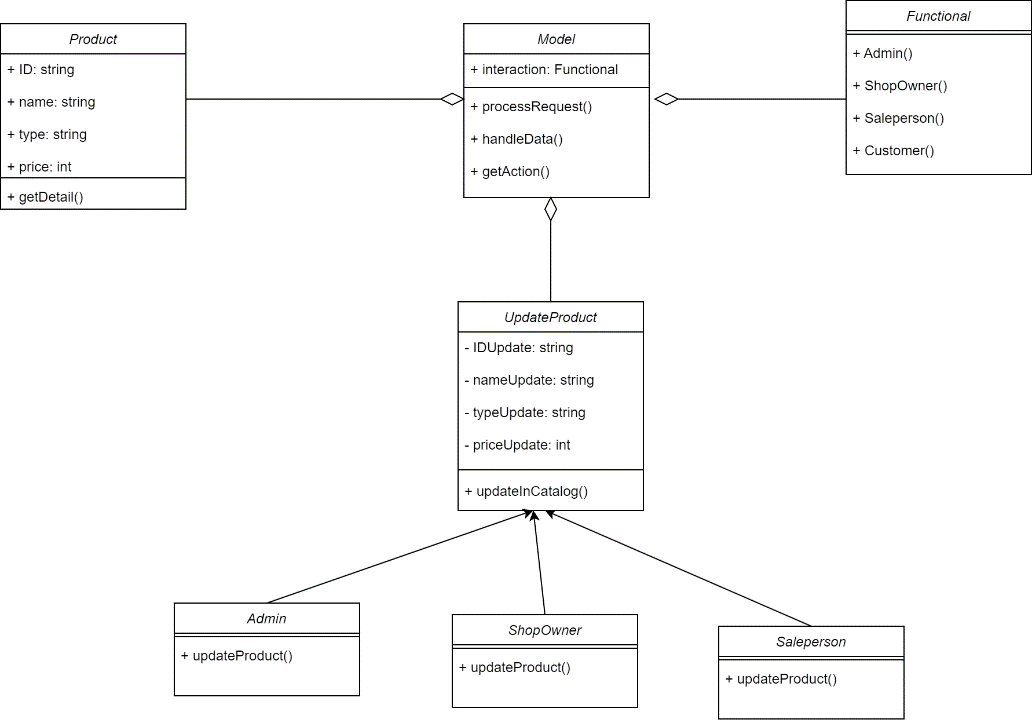 Product
+ ID: string
+ name: string
+ type: string
+ price: int
+ getDetail()
Model
+ interaction: Functional
+ processRequest()
+ handleData()
+ getAction()
Functional
+ Admin()
+ ShopOwner()
+ Saleperson()
+ Customer()
UpdateProduct
- IDUpdate: string
- nameUpdate: string
- typeUpdate: string
- priceUpdate: int
+ updateInCatalog()
Admin
+ updateProduct()
ShopOwner
+ updateProduct()
Saleperson
+ updateProduct()